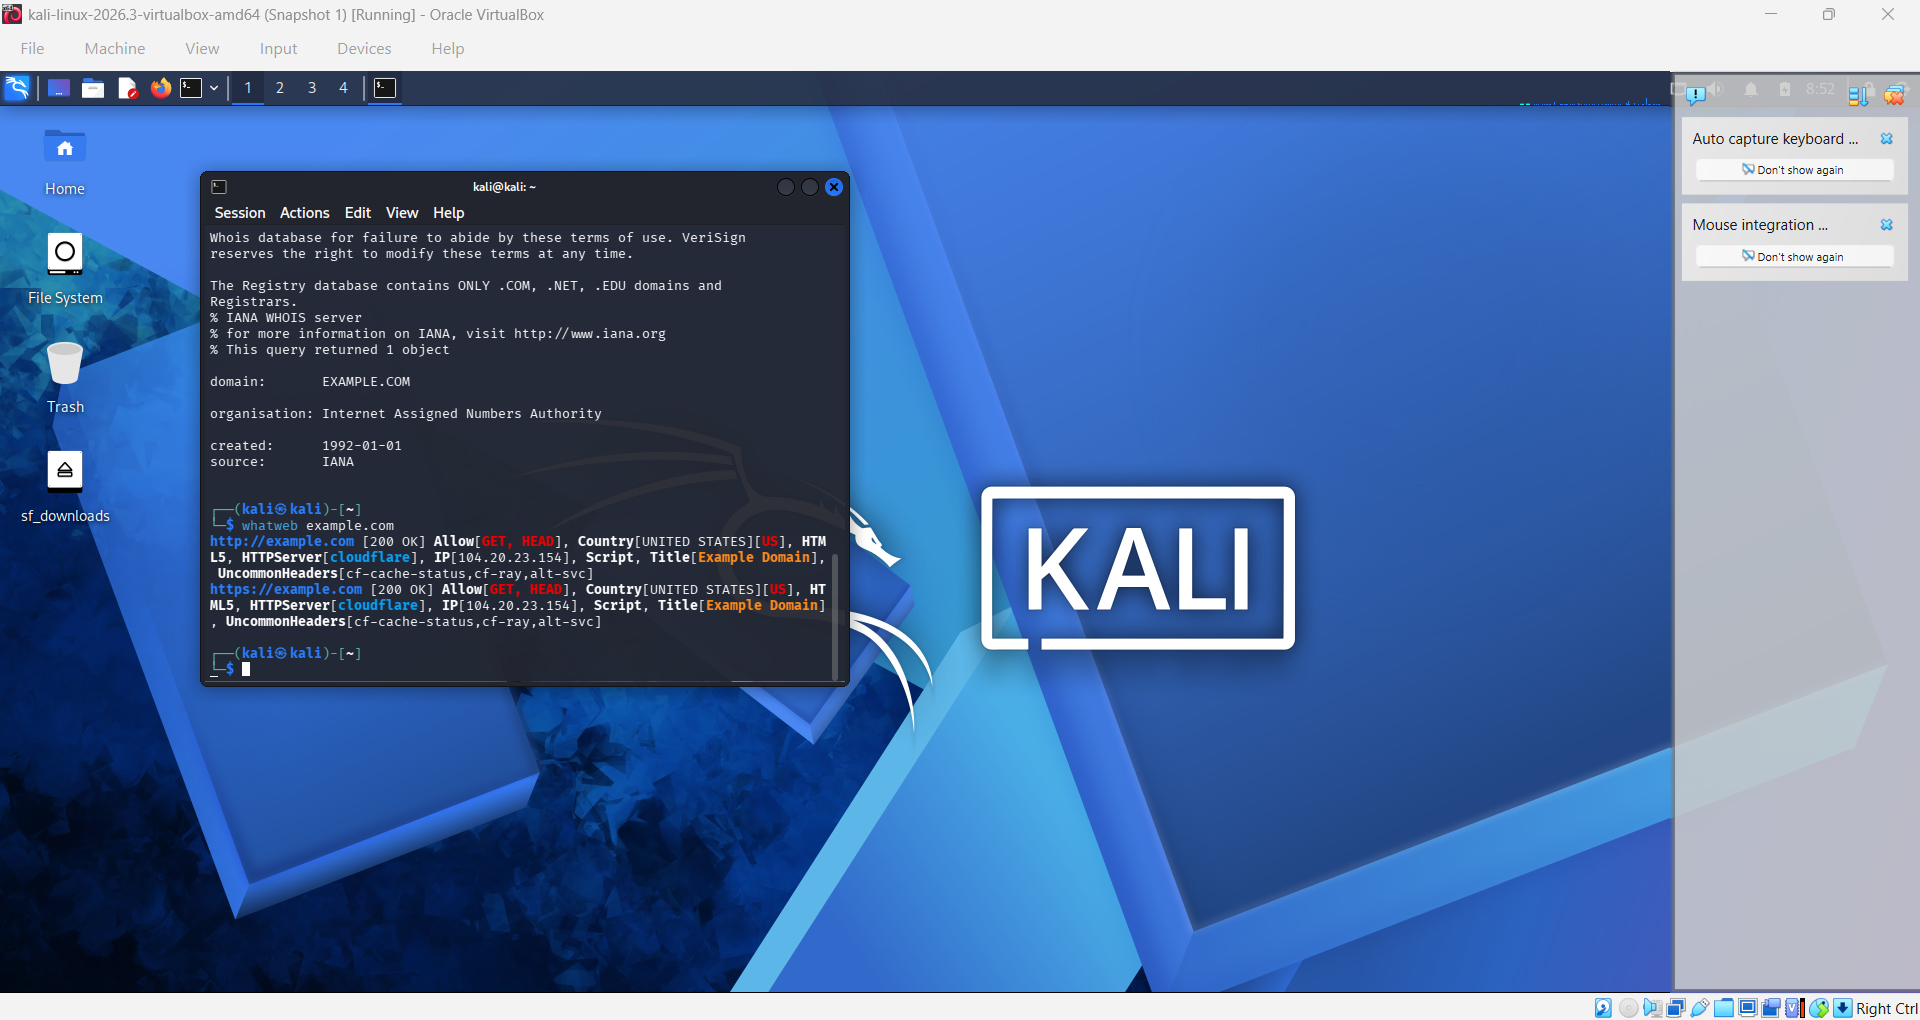 kali-linux-2026.3-virtualbox-amd64 (Snapshot 1) [Running] - Oracle VirtualBox
File Machine View Input Devices Help
1 2 3 4
8:52
Auto capture keyboard ...
Don't show again
Mouse integration ...
Don't show again
Home
File System
Trash
sf_downloads
kali@kali: ~
Session Actions Edit View Help
Whois database for failure to abide by these terms of use. VeriSign
reserves the right to modify these terms at any time.
The Registry database contains ONLY .COM, .NET, .EDU domains and
Registrars.
% IANA WHOIS server
% for more information on IANA, visit http://www.iana.org
% This query returned 1 object
domain:       EXAMPLE.COM
organisation: Internet Assigned Numbers Authority
created:      1992-01-01
source:       IANA
┌──(kali㉿kali)-[~]
└─$ whatweb example.com
http://example.com [200 OK] Allow[GET, HEAD], Country[UNITED STATES][US], HTM
L5, HTTPServer[cloudflare], IP[104.20.23.154], Script, Title[Example Domain],
 UncommonHeaders[cf-cache-status,cf-ray,alt-svc]
https://example.com [200 OK] Allow[GET, HEAD], Country[UNITED STATES][US], HT
ML5, HTTPServer[cloudflare], IP[104.20.23.154], Script, Title[Example Domain]
, UncommonHeaders[cf-cache-status,cf-ray,alt-svc]
┌──(kali㉿kali)-[~]
└─$
KALI
Right Ctrl